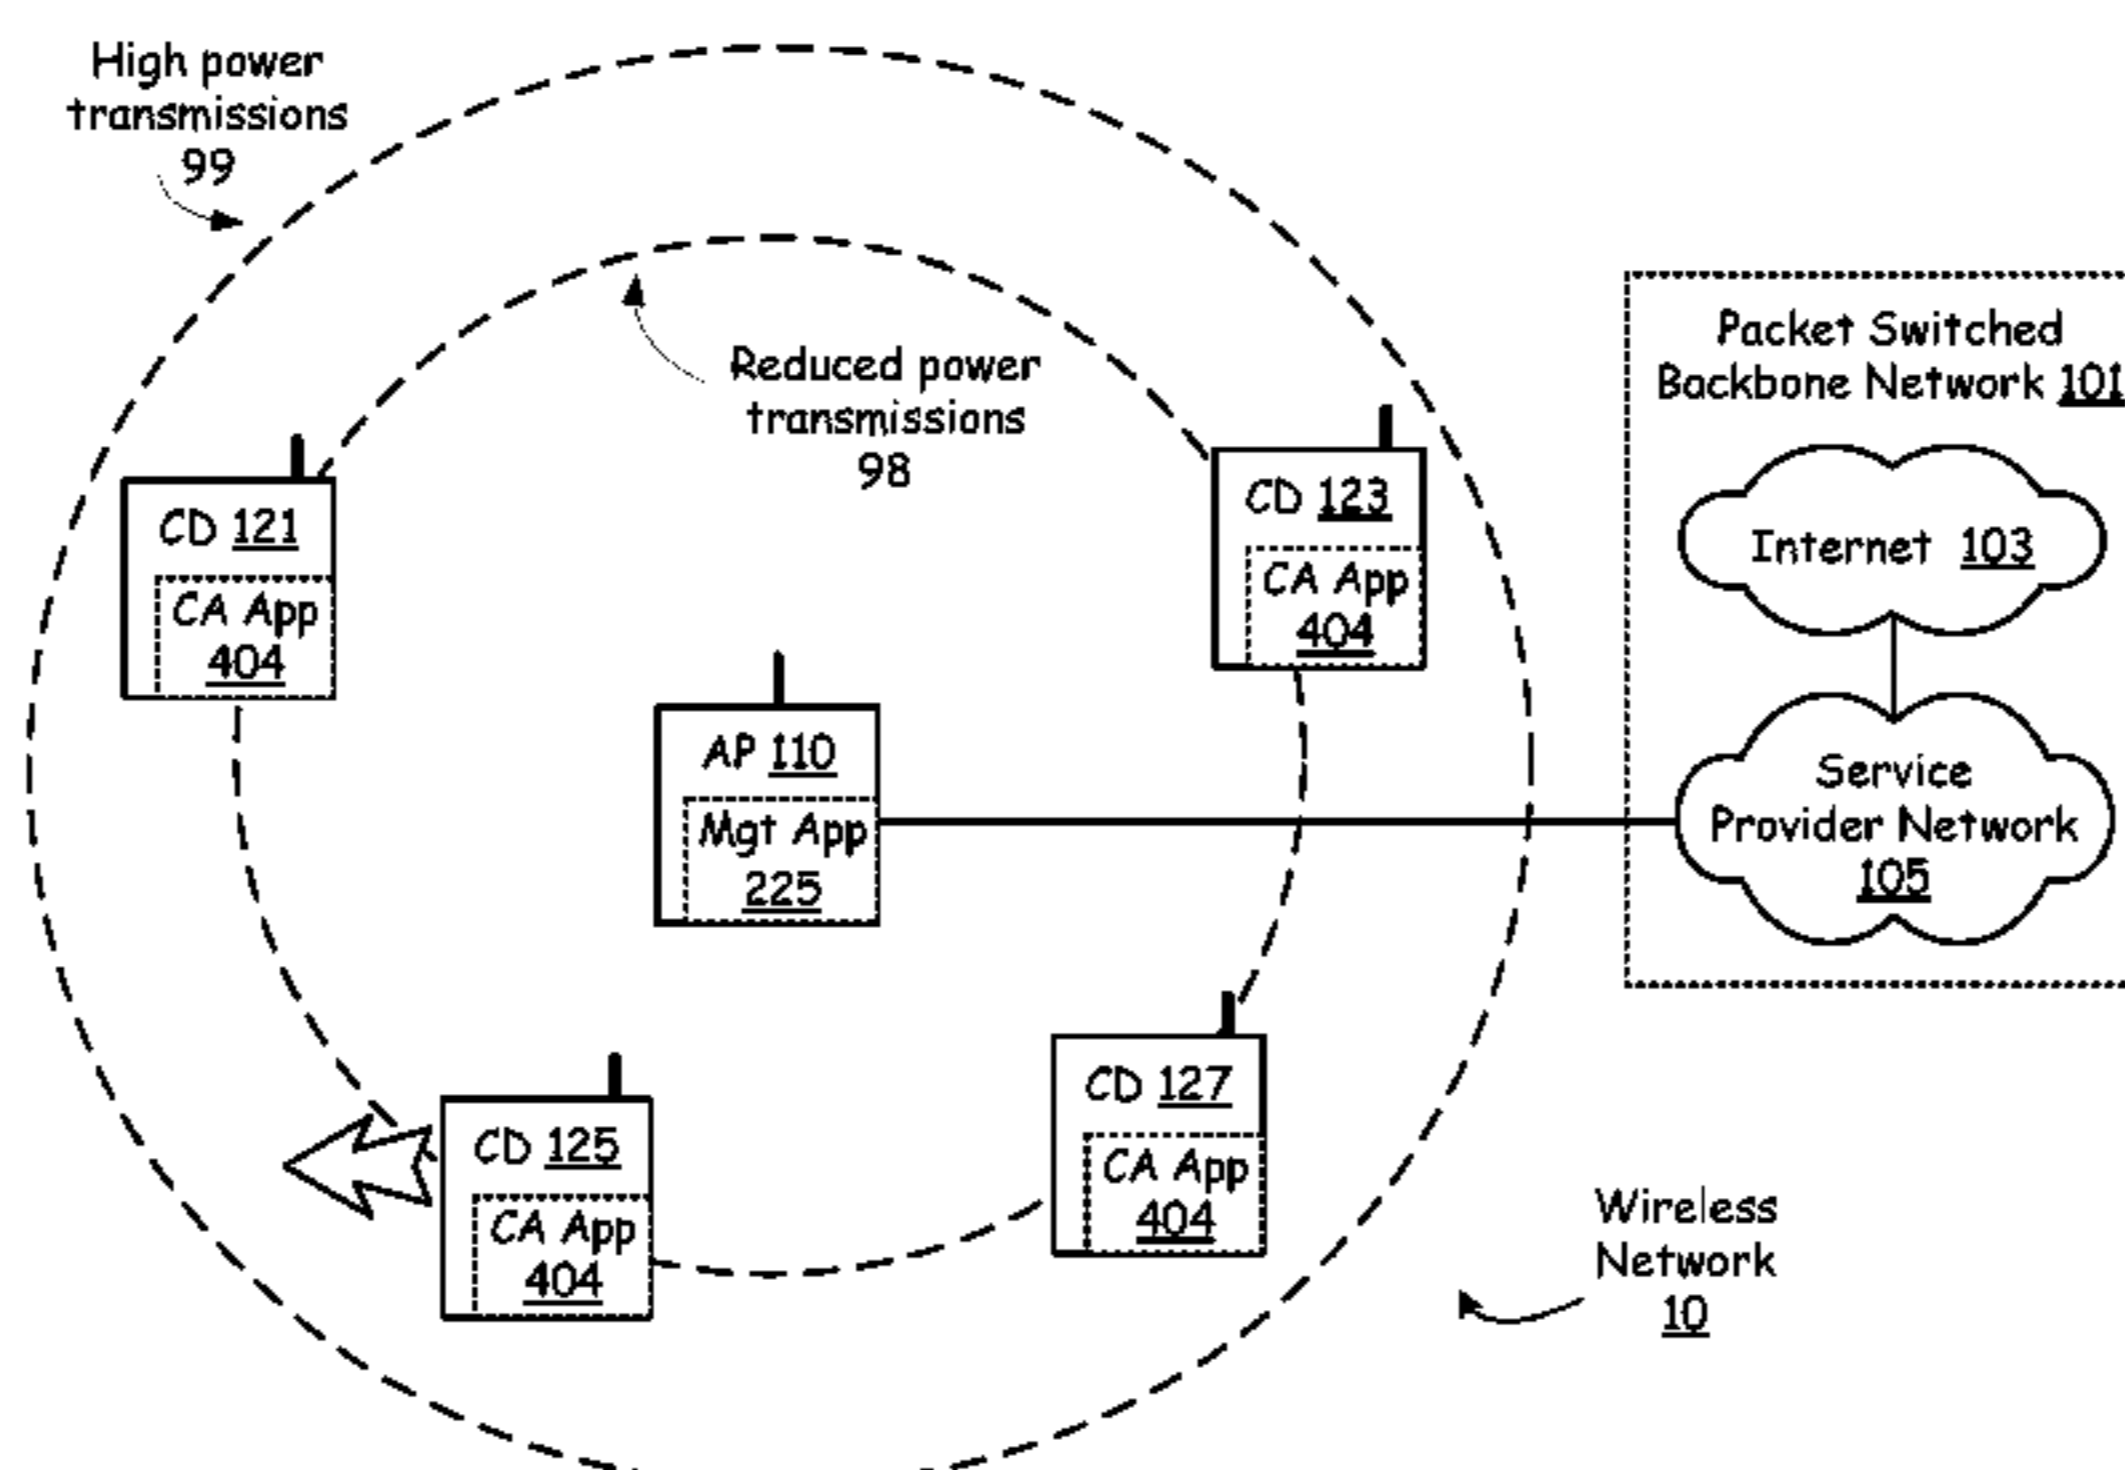 High power
transmissions
99
Reduced power
transmissions
98
Packet Switched
Backbone Network 101
Internet 103
Service
Provider Network
105
CD 121
CA App
404
CD 123
CA App
404
AP 110
Mgt App
225
CD 125
CA App
404
CD 127
CA App
404
Wireless
Network
10